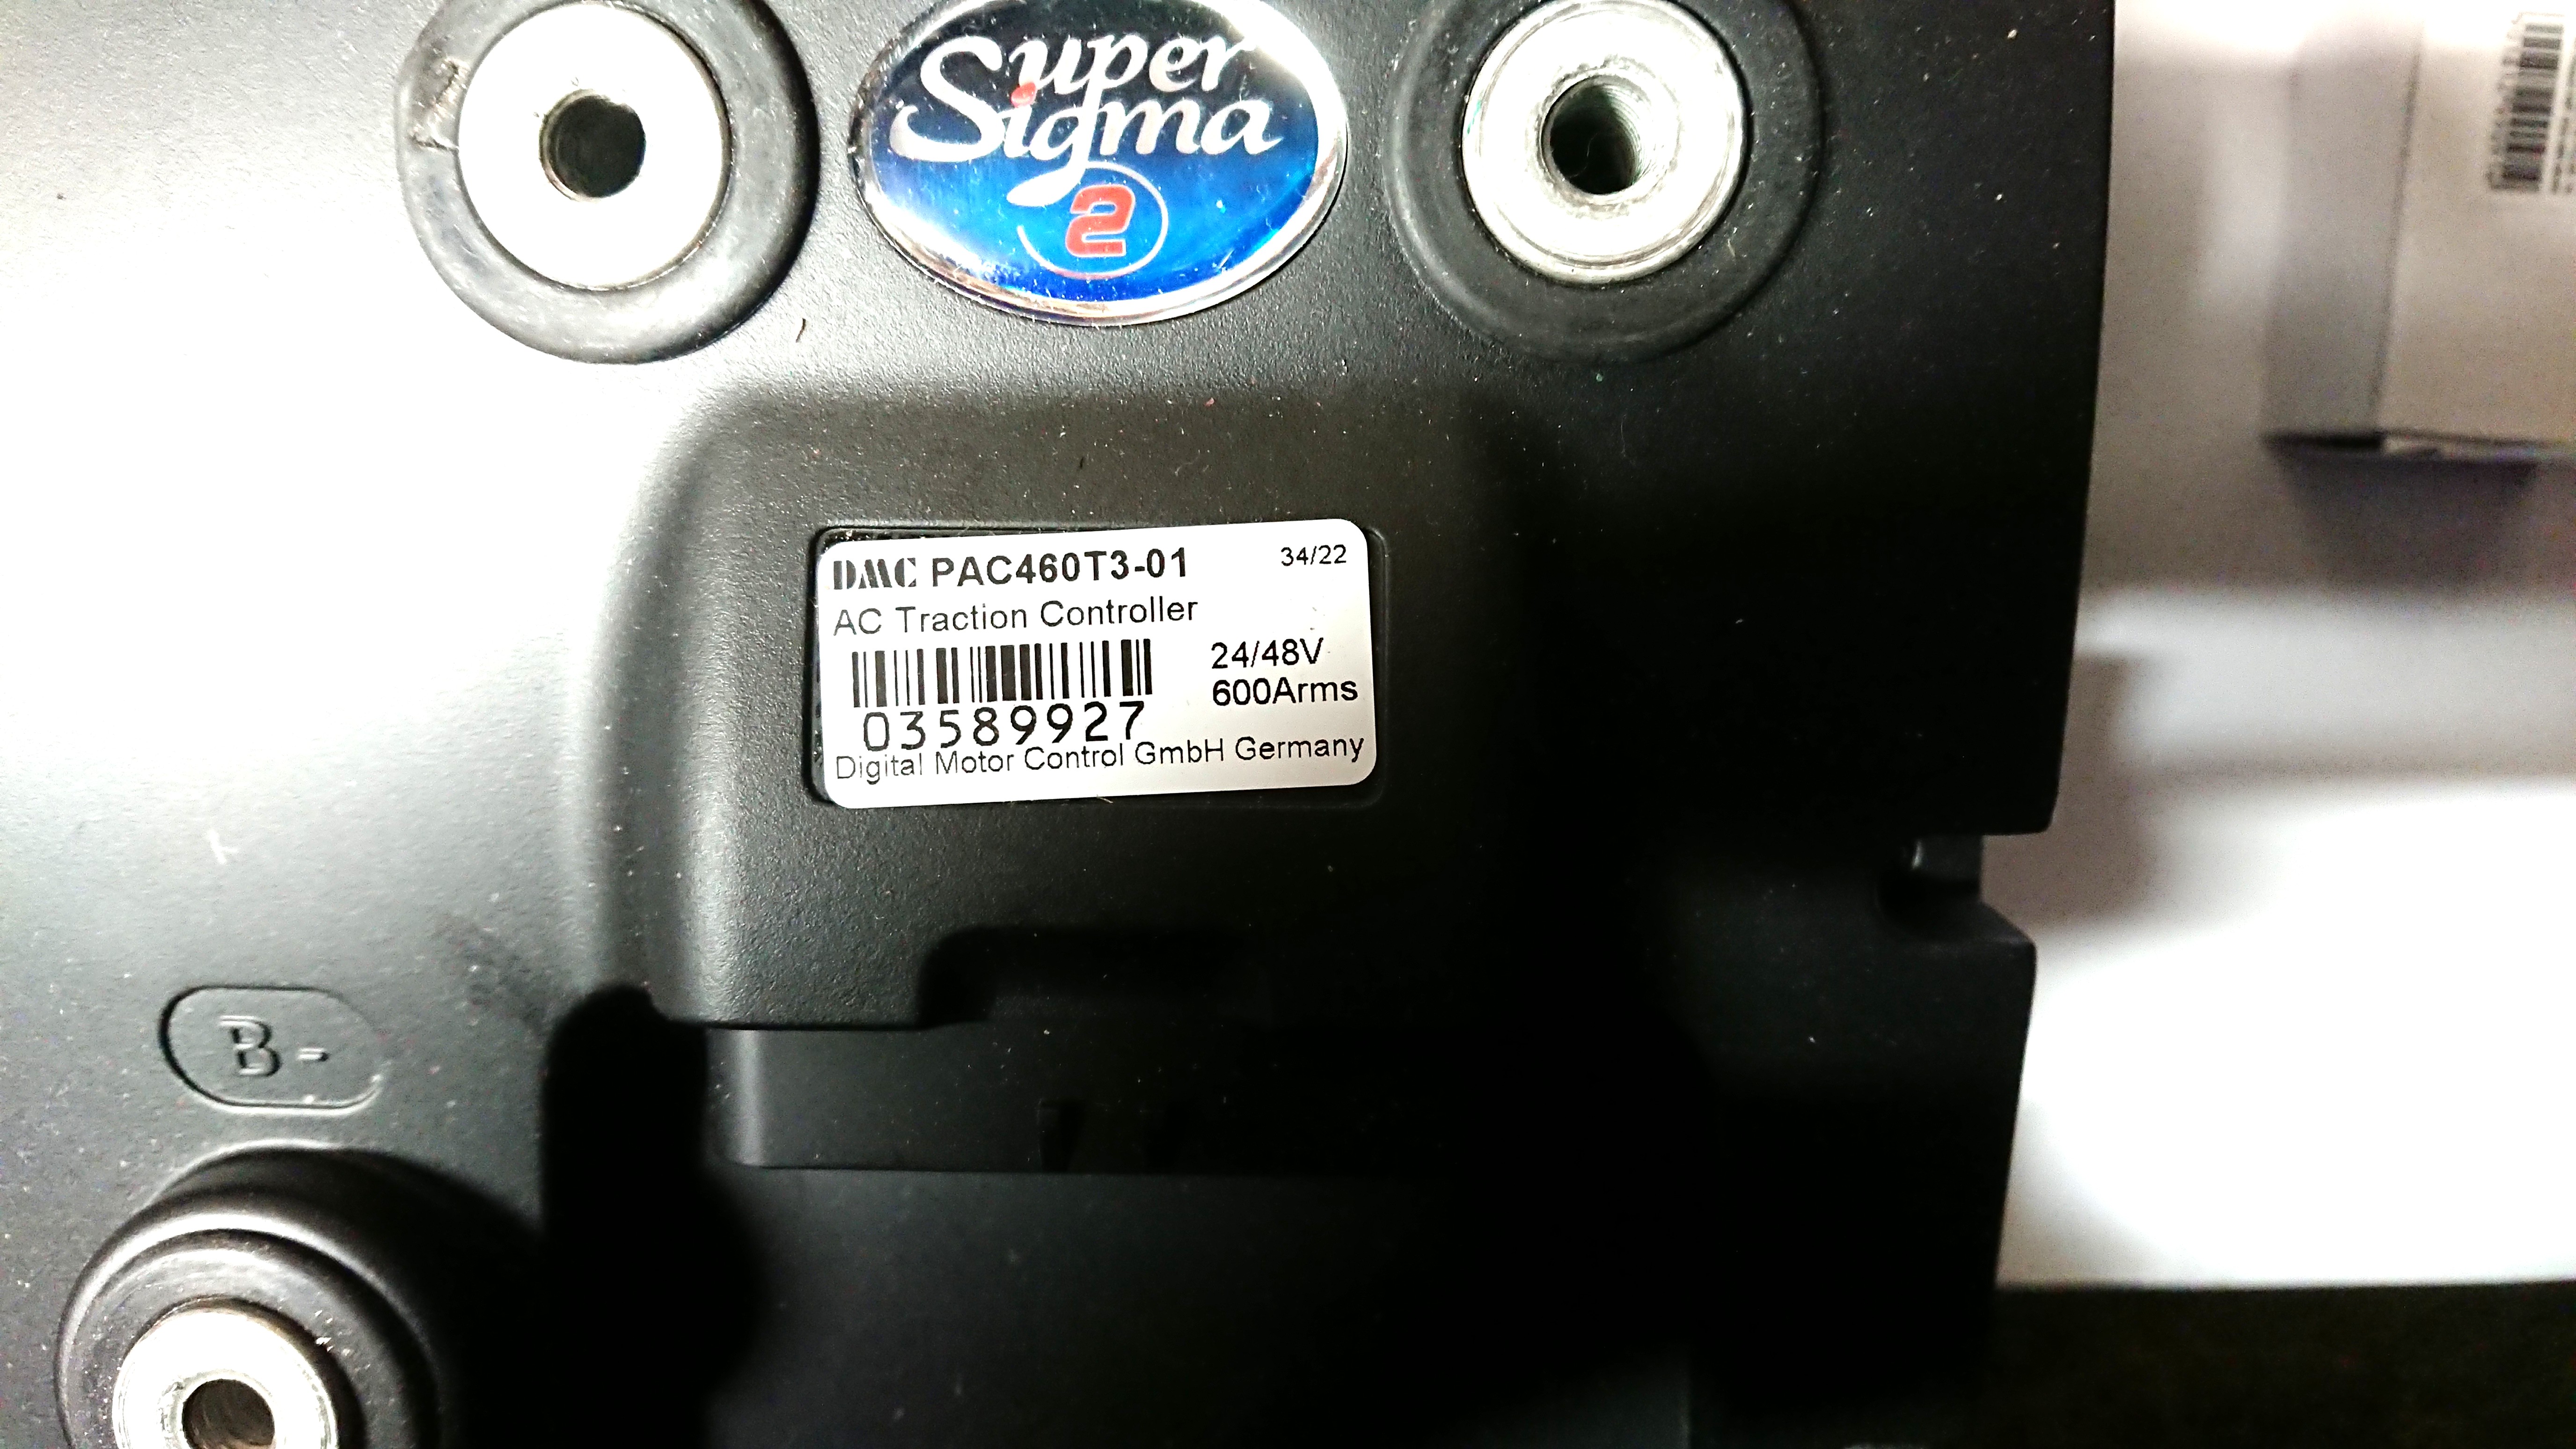 Super
Sigma
2
DMC PAC460T3-01 34/22
AC Traction Controller
24/48V
600Arms
03589927
Digital Motor Control GmbH Germany
B-